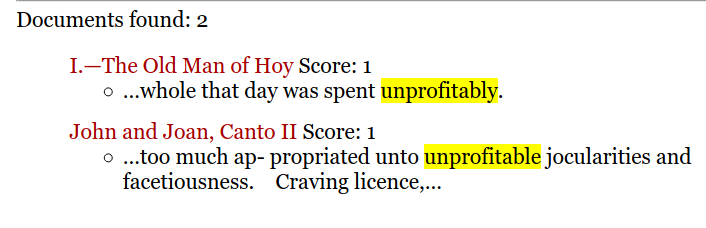 Documents found: 2
I.—The Old Man of Hoy Score: 1
...whole that day was spent unprofitably.
John and Joan, Canto II Score: 1
...too much ap- propriated unto unprofitable jocularities and
facetiousness. Craving licence,...